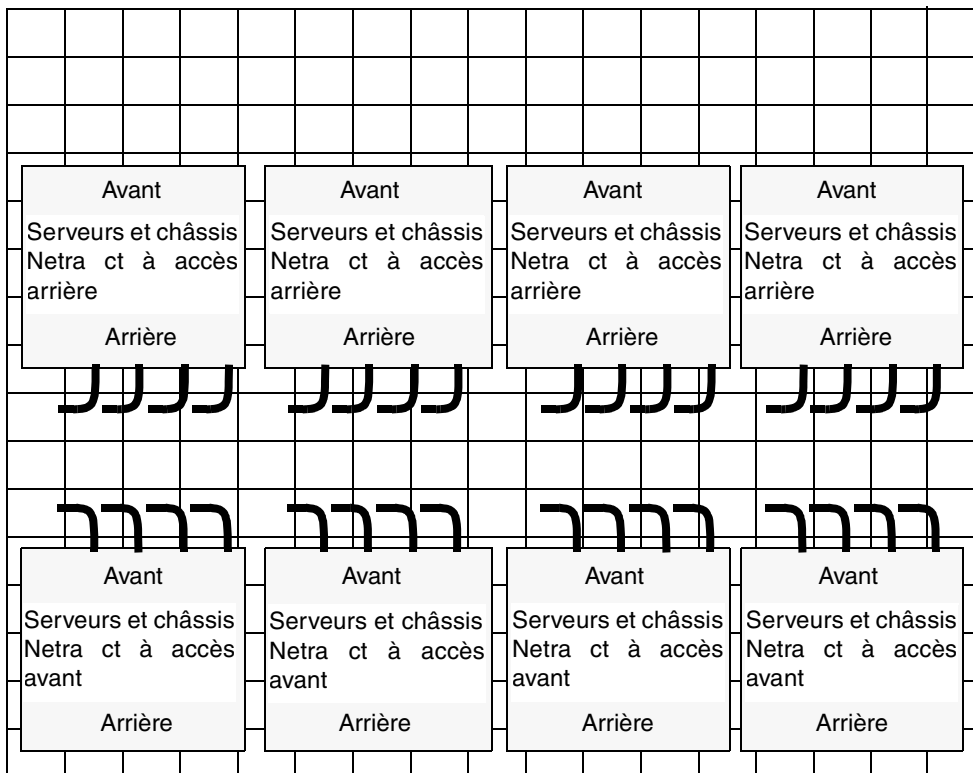 Avant
Serveurs et châssis
Netra ct à accès
arrière
Arrière
Avant
Serveurs et châssis
Netra ct à accès
arrière
Arrière
Avant
Serveurs et châssis
Netra ct à accès
arrière
Arrière
Avant
Serveurs et châssis
Netra ct à accès
arrière
Arrière
Avant
Serveurs et châssis
Netra ct à accès
avant
Arrière
Avant
Serveurs et châssis
Netra ct à accès
avant
Arrière
Avant
Serveurs et châssis
Netra ct à accès
avant
Arrière
Avant
Serveurs et châssis
Netra ct à accès
avant
Arrière